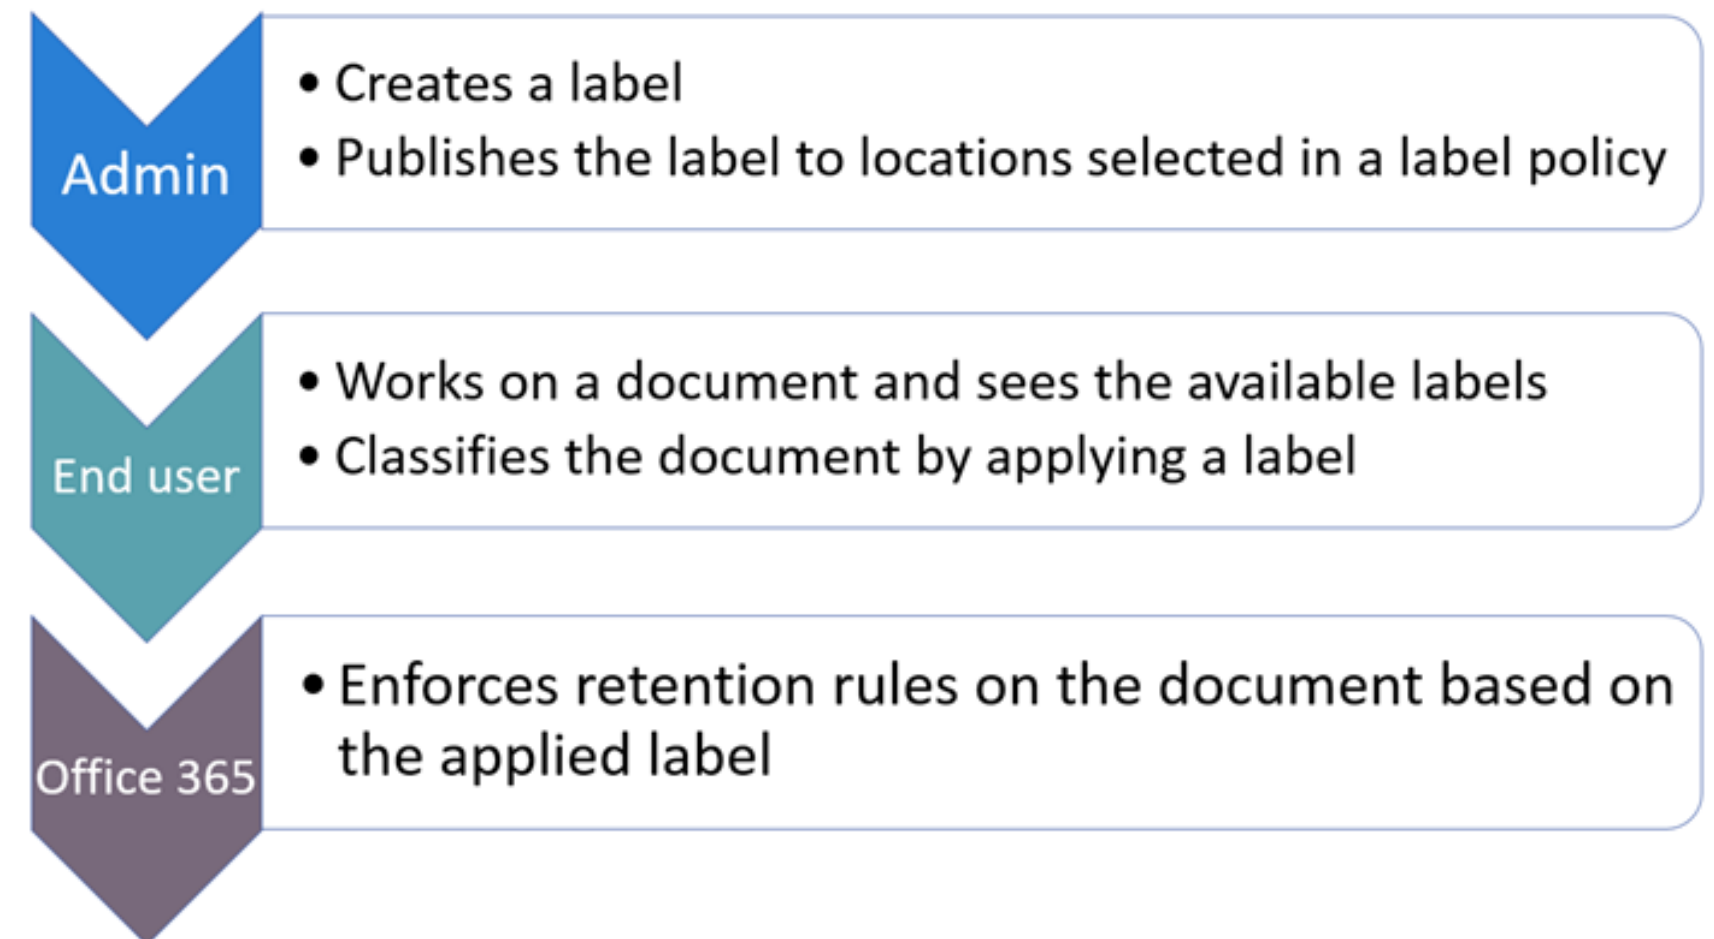 Admin
• Creates a label
• Publishes the label to locations selected in a label policy
End user
• Works on a document and sees the available labels
• Classifies the document by applying a label
Office 365
• Enforces retention rules on the document based on
the applied label